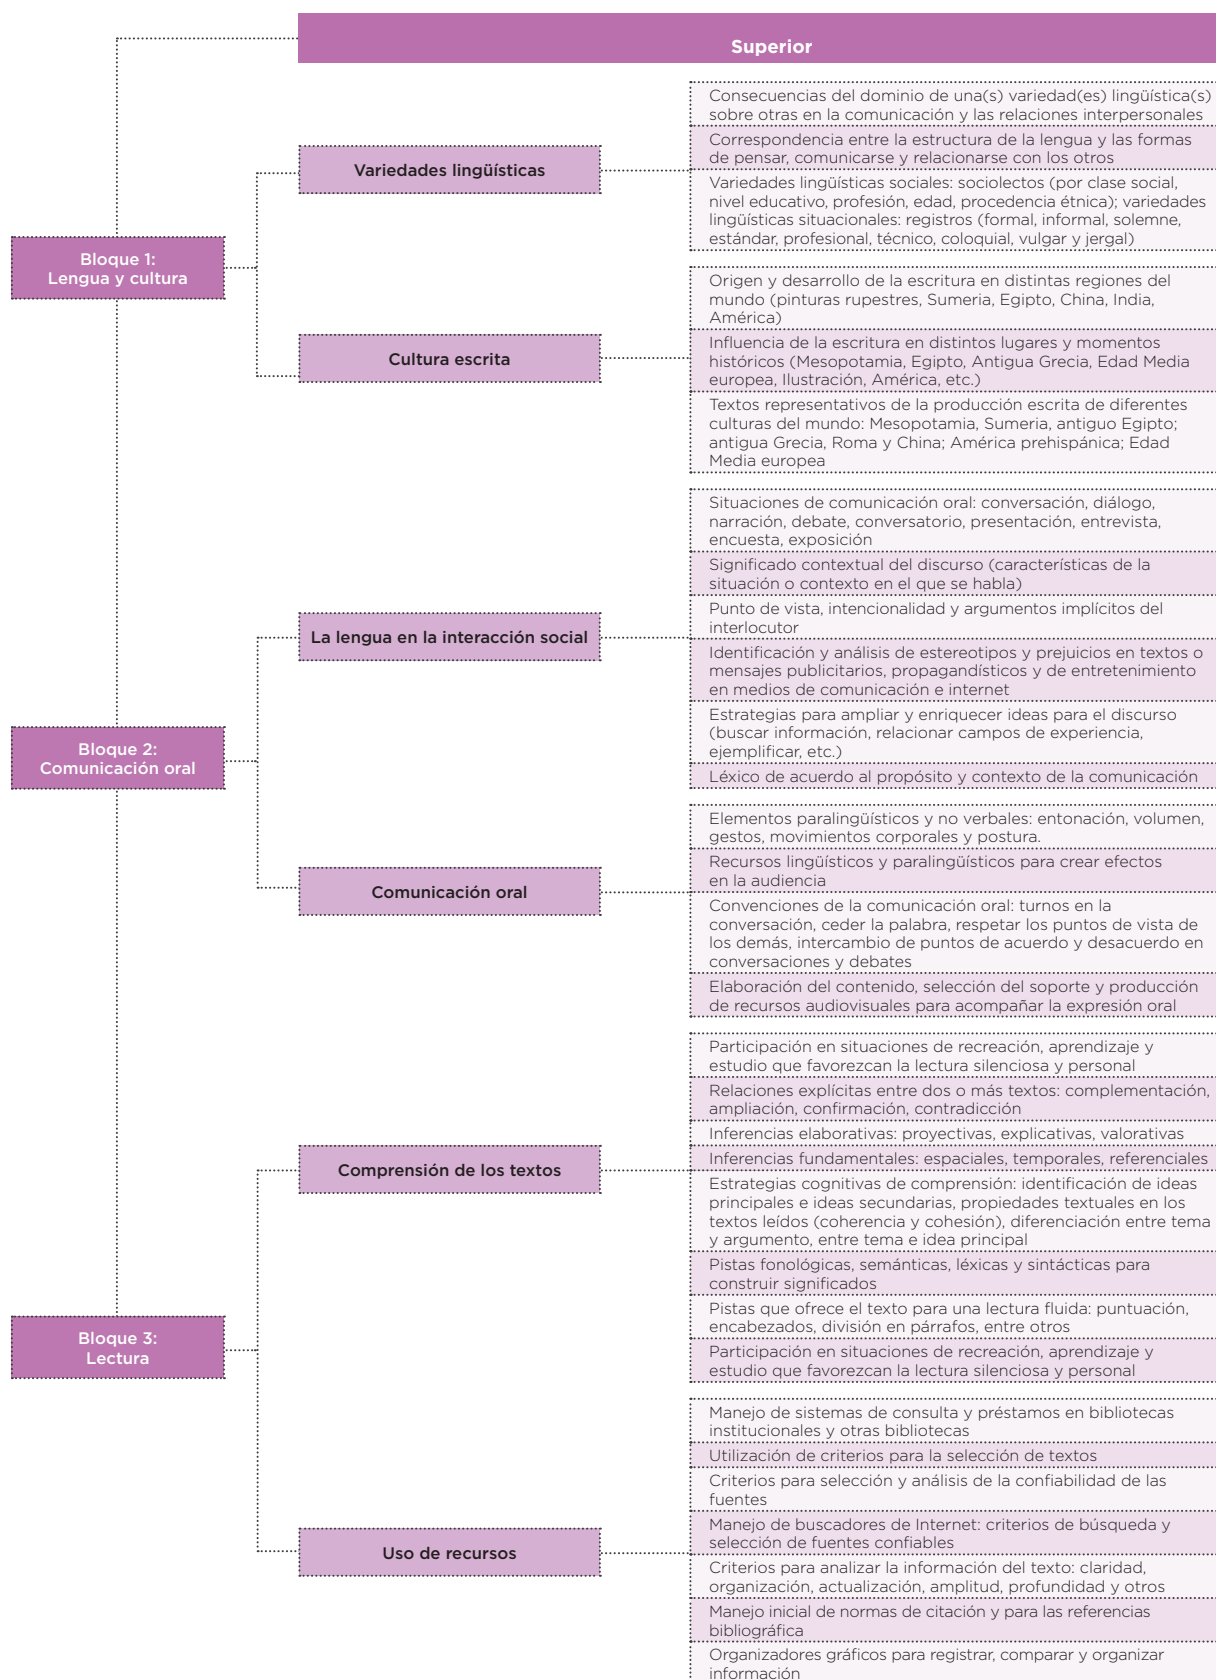 Superior
Bloque 1:
Lengua y cultura
Variedades lingüísticas
Consecuencias del dominio de una(s) variedad(es) lingüística(s)
sobre otras en la comunicación y las relaciones interpersonales
Correspondencia entre la estructura de la lengua y las formas
de pensar, comunicarse y relacionarse con los otros
Variedades lingüísticas sociales: sociolectos (por clase social,
nivel educativo, profesión, edad, procedencia étnica); variedades
lingüísticas situacionales: registros (formal, informal, solemne,
estándar, profesional, técnico, coloquial, vulgar y jergal)
Cultura escrita
Origen y desarrollo de la escritura en distintas regiones del
mundo (pinturas rupestres, Sumeria, Egipto, China, India,
América)
Influencia de la escritura en distintos lugares y momentos
históricos (Mesopotamia, Egipto, Antigua Grecia, Edad Media
europea, Ilustración, América, etc.)
Textos representativos de la producción escrita de diferentes
culturas del mundo: Mesopotamia, Sumeria, antiguo Egipto;
antigua Grecia, Roma y China; América prehispánica; Edad
Media europea
Bloque 2:
Comunicación oral
La lengua en la interacción social
Situaciones de comunicación oral: conversación, diálogo,
narración, debate, conversatorio, presentación, entrevista,
encuesta, exposición
Significado contextual del discurso (características de la
situación o contexto en el que se habla)
Punto de vista, intencionalidad y argumentos implícitos del
interlocutor
Identificación y análisis de estereotipos y prejuicios en textos o
mensajes publicitarios, propagandísticos y de entretenimiento
en medios de comunicación e internet
Estrategias para ampliar y enriquecer ideas para el discurso
(buscar información, relacionar campos de experiencia,
ejemplificar, etc.)
Léxico de acuerdo al propósito y contexto de la comunicación
Comunicación oral
Elementos paralingüísticos y no verbales: entonación, volumen,
gestos, movimientos corporales y postura.
Recursos lingüísticos y paralingüísticos para crear efectos
en la audiencia
Convenciones de la comunicación oral: turnos en la
conversación, ceder la palabra, respetar los puntos de vista de
los demás, intercambio de puntos de acuerdo y desacuerdo en
conversaciones y debates
Elaboración del contenido, selección del soporte y producción
de recursos audiovisuales para acompañar la expresión oral
Bloque 3:
Lectura
Comprensión de los textos
Participación en situaciones de recreación, aprendizaje y
estudio que favorezcan la lectura silenciosa y personal
Relaciones explícitas entre dos o más textos: complementación,
ampliación, confirmación, contradicción
Inferencias elaborativas: proyectivas, explicativas, valorativas
Inferencias fundamentales: espaciales, temporales, referenciales
Estrategias cognitivas de comprensión: identificación de ideas
principales e ideas secundarias, propiedades textuales en los
textos leídos (coherencia y cohesión), diferenciación entre tema
y argumento, entre tema e idea principal
Pistas fonológicas, semánticas, léxicas y sintácticas para
construir significados
Pistas que ofrece el texto para una lectura fluida: puntuación,
encabezados, división en párrafos, entre otros
Participación en situaciones de recreación, aprendizaje y
estudio que favorezcan la lectura silenciosa y personal
Uso de recursos
Manejo de sistemas de consulta y préstamos en bibliotecas
institucionales y otras bibliotecas
Utilización de criterios para la selección de textos
Criterios para selección y análisis de la confiabilidad de las
fuentes
Manejo de buscadores de Internet: criterios de búsqueda y
selección de fuentes confiables
Criterios para analizar la información del texto: claridad,
organización, actualización, amplitud, profundidad y otros
Manejo inicial de normas de citación y para las referencias
bibliográfica
Organizadores gráficos para registrar, comparar y organizar
información